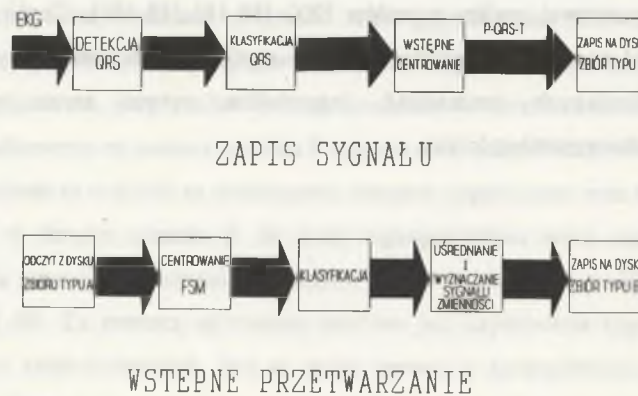 EKG
DETEKCJA
QRS
KLASYFIKACJA
QRS
WSTĘPNE
CENTROWANIE
P-QRS-T
ZAPIS NA DYSK
ZBIÓR TYPU
ZAPIS SYGNAŁU
ODCZYT Z DYSKU
ZBIORU TYPU A
CENTROWANIE
FSM
KLASYFIKACJA
UŚREDNIANIE
I
WYZNACZANIE
SYGNAŁU
ZMIENNOŚCI
ZAPIS NA DYSK
ZBIÓR TYPU B
WSTEPNE PRZETWARZANIE